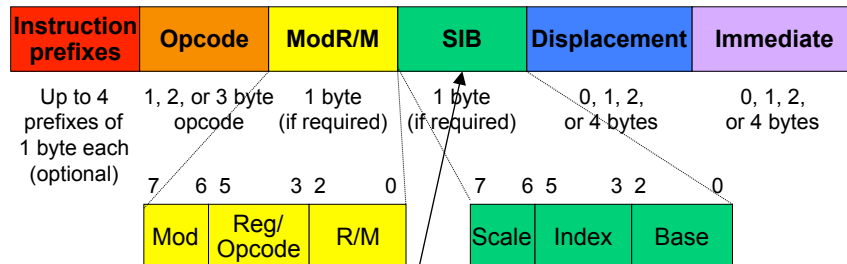 Instruction prefixes
Opcode
ModR/M
SIB
Displacement
Immediate
Up to 4
prefixes of
1 byte each
(optional)
1, 2, or 3 byte
opcode
1 byte
(if required)
1 byte
(if required)
0, 1, 2,
or 4 bytes
0, 1, 2,
or 4 bytes
7 6 5 3 2 0
Mod
Reg/
Opcode
R/M
7 6 5 3 2 0
Scale
Index
Base